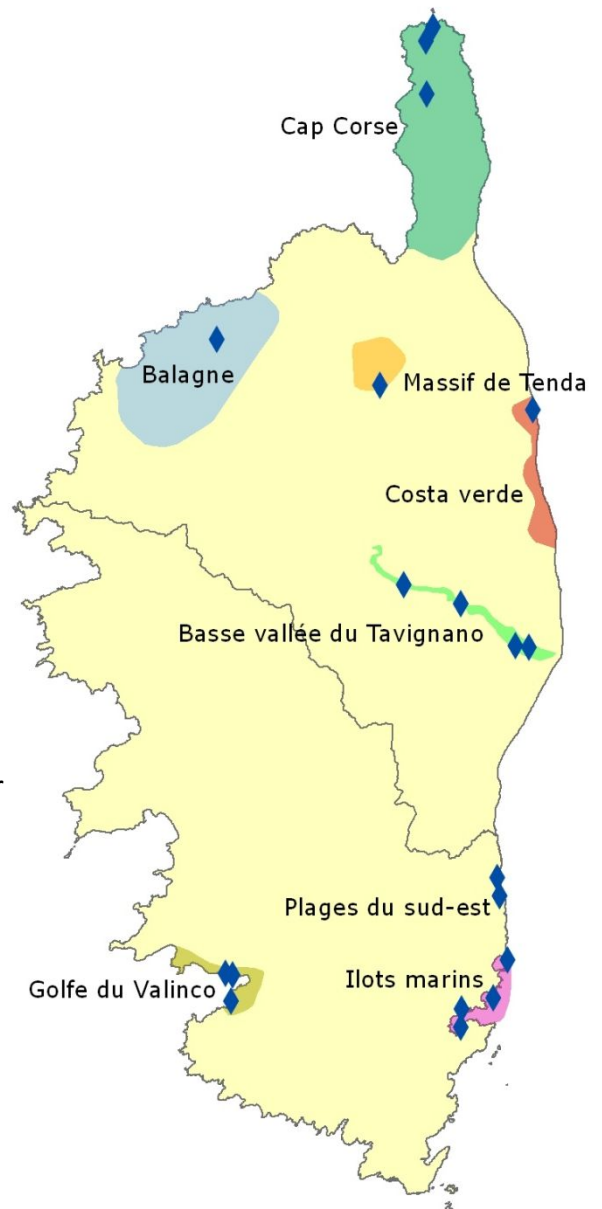 Cap Corse
Balagne
Massif de Tenda
Costa verde
Basse vallée du Tavignano
Plages du sud-est
Ilots marins
Golfe du Valinco